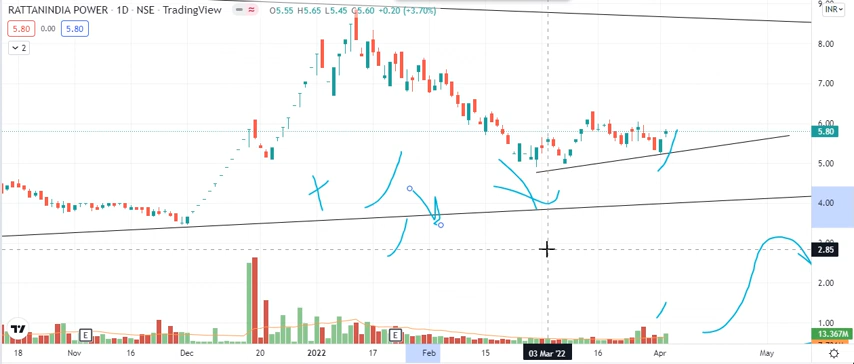 RATTANINDIA POWER · 1D · NSE · TradingView O5.55 H5.65 L5.45 C5.60 +0.20 (+3.70%) INR
5.80 0.00 5.80
2
8.00
7.00
6.00
5.80
5.00
4.00
2.85
2.00
1.00
13.367M
E E
18 Nov 15 Dec 20 2022 17 Feb 15 03 Mar '22 16 Apr 18 May